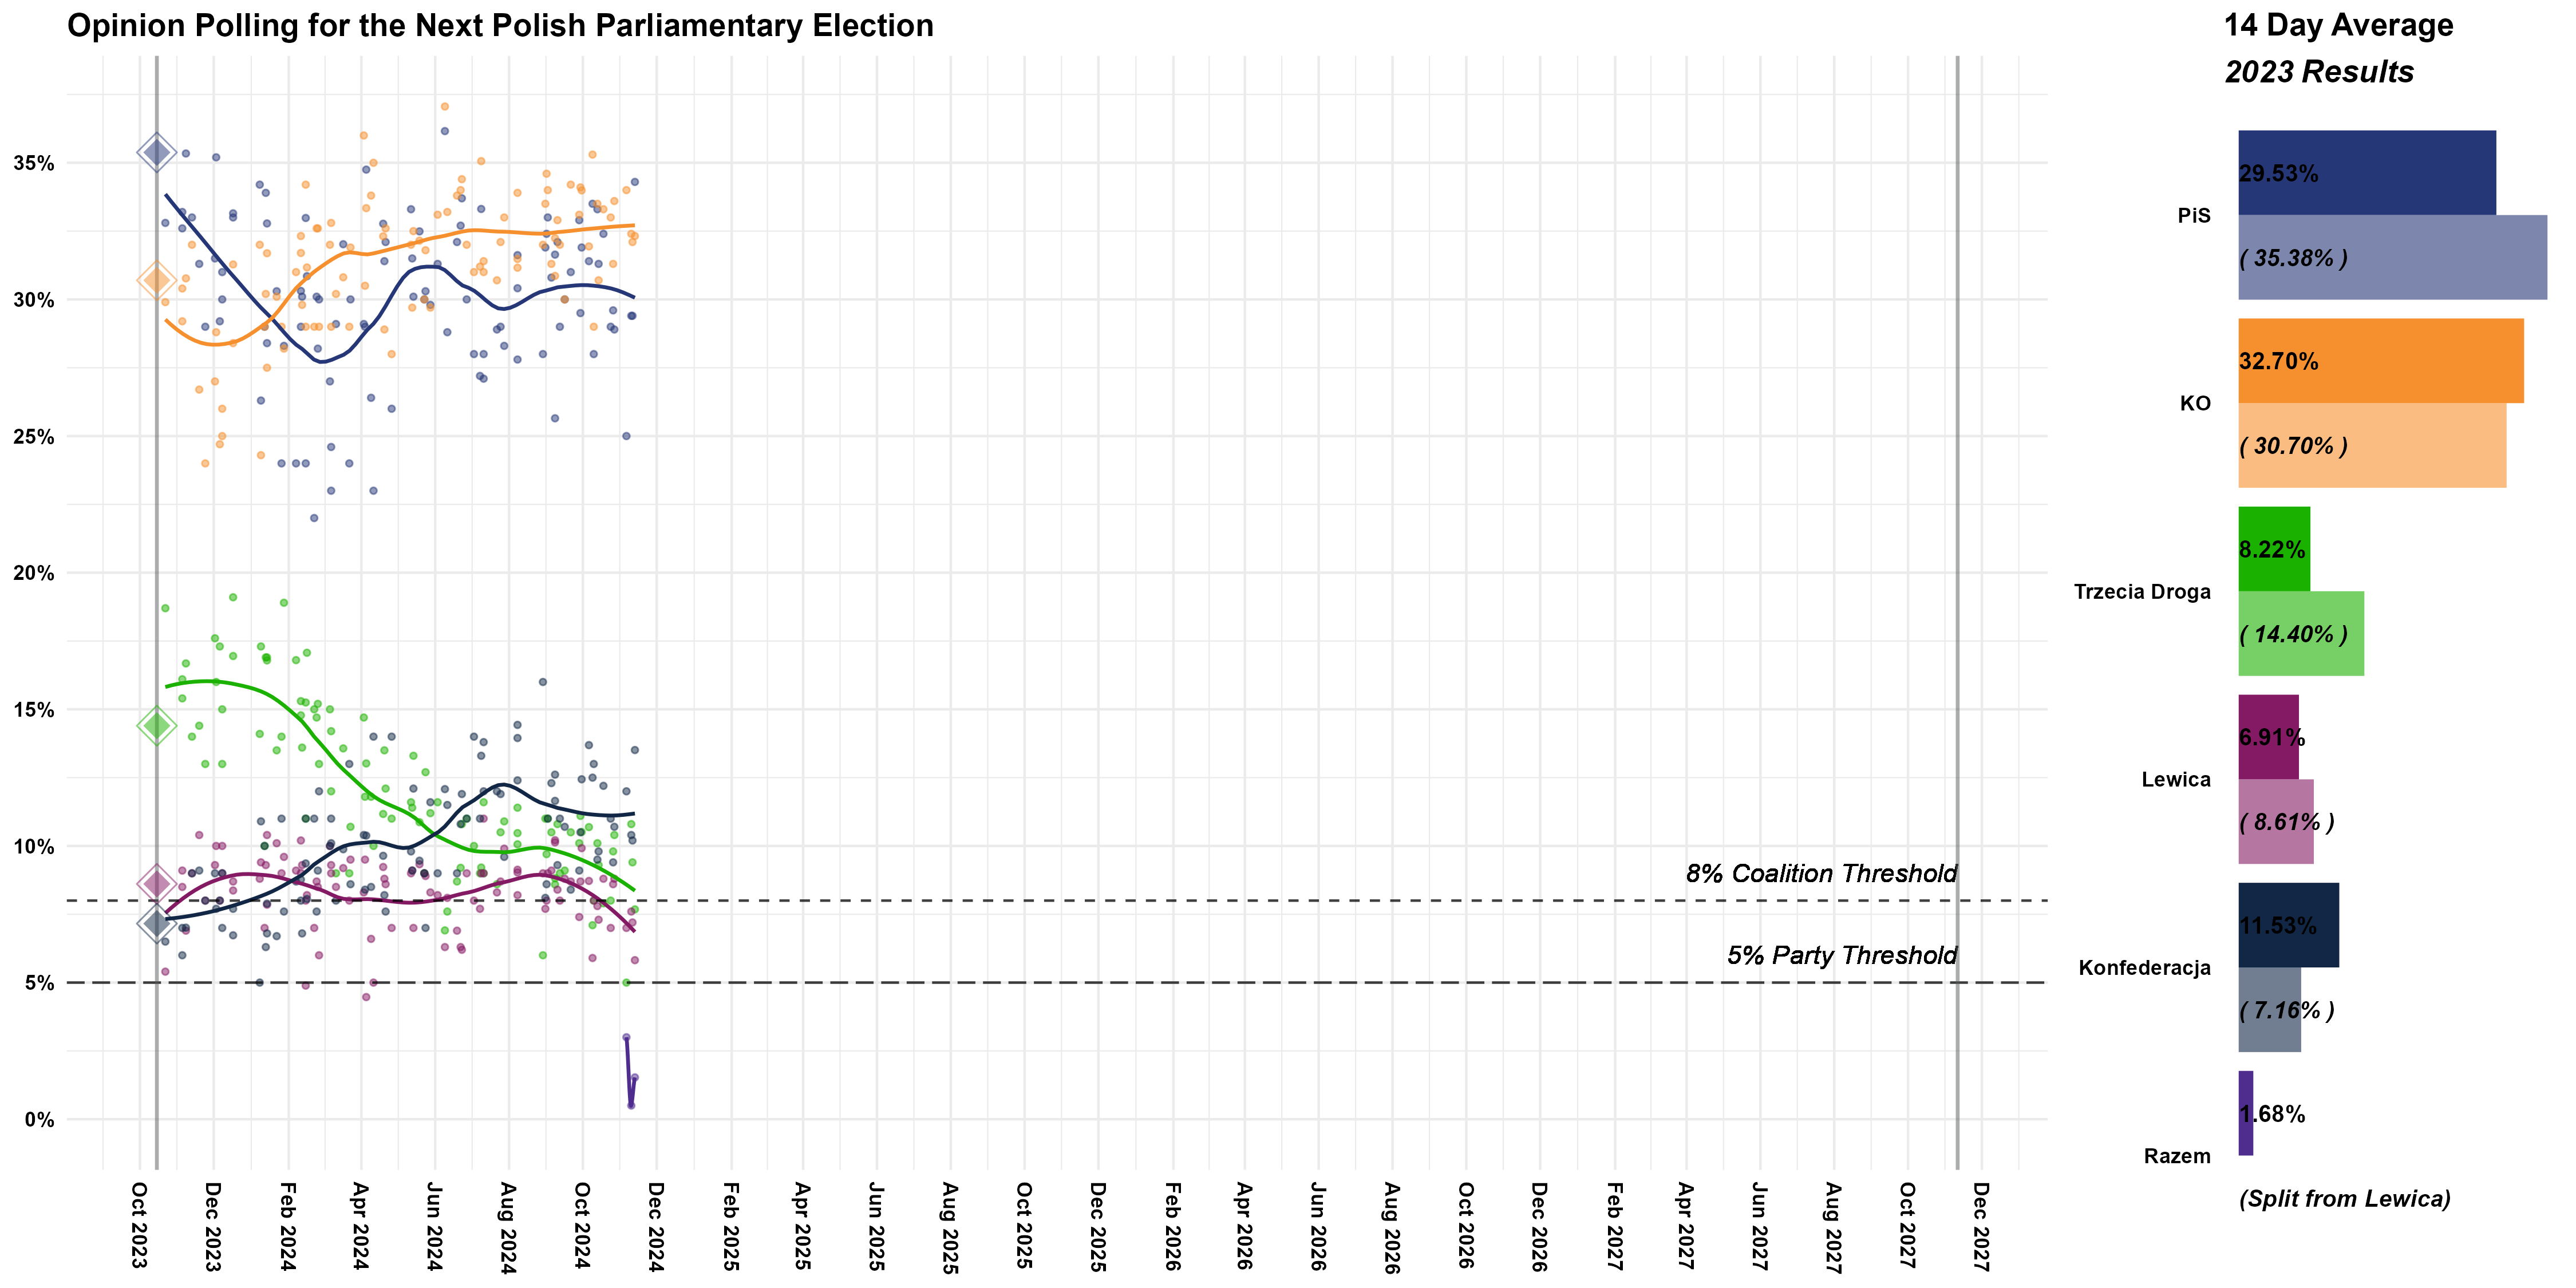 Opinion Polling for the Next Polish Parliamentary Election
35%
30%
25%
20%
15%
10%
5%
0%
8% Coalition Threshold
5% Party Threshold
Oct 2023
Dec 2023
Feb 2024
Apr 2024
Jun 2024
Aug 2024
Oct 2024
Dec 2024
Feb 2025
Apr 2025
Jun 2025
Aug 2025
Oct 2025
Dec 2025
Feb 2026
Apr 2026
Jun 2026
Aug 2026
Oct 2026
Dec 2026
Feb 2027
Apr 2027
Jun 2027
Aug 2027
Oct 2027
Dec 2027
14 Day Average
2023 Results
PiS
29.53%
( 35.38% )
KO
32.70%
( 30.70% )
Trzecia Droga
8.22%
( 14.40% )
Lewica
6.91%
( 8.61% )
Konfederacja
11.53%
( 7.16% )
Razem
1.68%
(Split from Lewica)